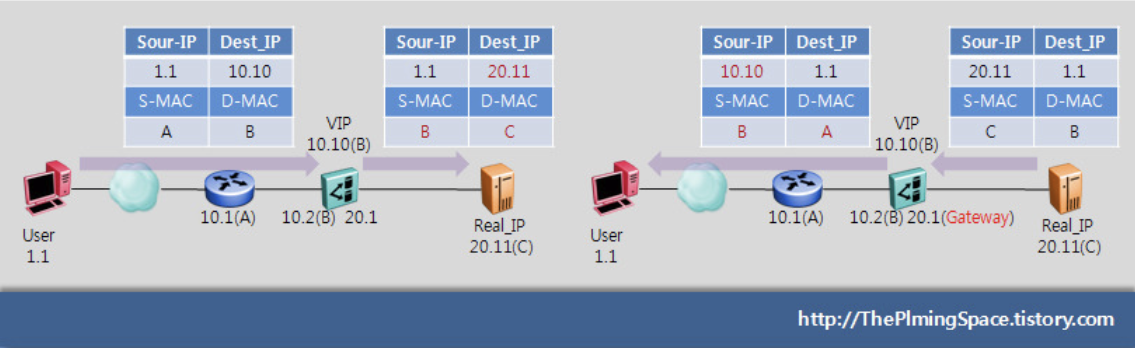 Sour-IP Dest_IP
1.1 10.10
S-MAC D-MAC
A B
Sour-IP Dest_IP
1.1 20.11
S-MAC D-MAC
B C
VIP
10.10(B)
User
1.1
10.1(A)
10.2(B) 20.1
Real_IP
20.11(C)
Sour-IP Dest_IP
10.10 1.1
S-MAC D-MAC
B A
Sour-IP Dest_IP
20.11 1.1
S-MAC D-MAC
C B
VIP
10.10(B)
User
1.1
10.1(A)
10.2(B) 20.1(Gateway)
Real_IP
20.11(C)
http://ThePlmingSpace.tistory.com